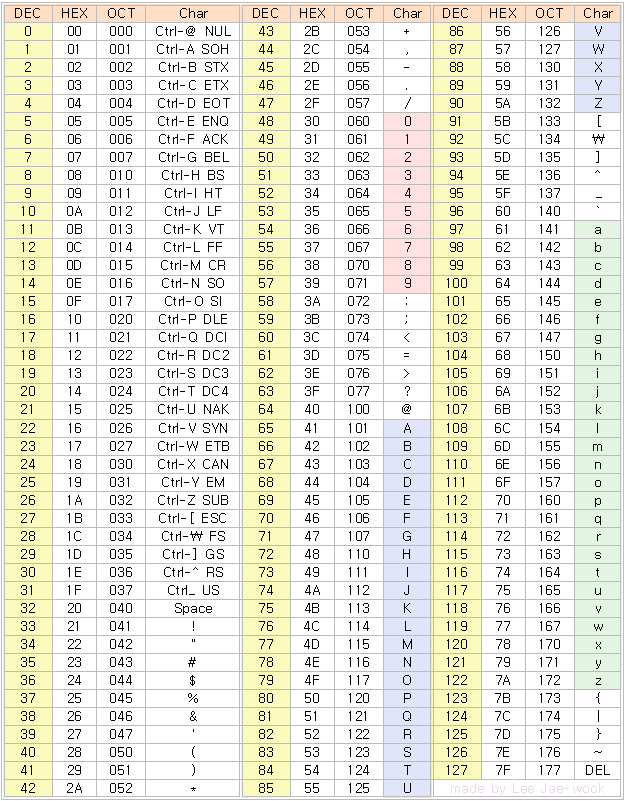 DEC HEX OCT Char DEC HEX OCT Char DEC HEX OCT Char
0 00 000 Ctrl-@ NUL 43 2B 053 + 86 56 126 V
1 01 001 Ctrl-A SOH 44 2C 054 , 87 57 127 W
2 02 002 Ctrl-B STX 45 2D 055 - 88 58 130 X
3 03 003 Ctrl-C ETX 46 2E 056 . 89 59 131 Y
4 04 004 Ctrl-D EOT 47 2F 057 / 90 5A 132 Z
5 05 005 Ctrl-E ENQ 48 30 060 0 91 5B 133 [
6 06 006 Ctrl-F ACK 49 31 061 1 92 5C 134 ₩
7 07 007 Ctrl-G BEL 50 32 062 2 93 5D 135 ]
8 08 010 Ctrl-H BS 51 33 063 3 94 5E 136 ^
9 09 011 Ctrl-I HT 52 34 064 4 95 5F 137 _
10 0A 012 Ctrl-J LF 53 35 065 5 96 60 140 `
11 0B 013 Ctrl-K VT 54 36 066 6 97 61 141 a
12 0C 014 Ctrl-L FF 55 37 067 7 98 62 142 b
13 0D 015 Ctrl-M CR 56 38 070 8 99 63 143 c
14 0E 016 Ctrl-N SO 57 39 071 9 100 64 144 d
15 0F 017 Ctrl-O SI 58 3A 072 : 101 65 145 e
16 10 020 Ctrl-P DLE 59 3B 073 ; 102 66 146 f
17 11 021 Ctrl-Q DCI 60 3C 074 < 103 67 147 g
18 12 022 Ctrl-R DC2 61 3D 075 = 104 68 150 h
19 13 023 Ctrl-S DC3 62 3E 076 > 105 69 151 i
20 14 024 Ctrl-T DC4 63 3F 077 ? 106 6A 152 j
21 15 025 Ctrl-U NAK 64 40 100 @ 107 6B 153 k
22 16 026 Ctrl-V SYN 65 41 101 A 108 6C 154 l
23 17 027 Ctrl-W ETB 66 42 102 B 109 6D 155 m
24 18 030 Ctrl-X CAN 67 43 103 C 110 6E 156 n
25 19 031 Ctrl-Y EM 68 44 104 D 111 6F 157 o
26 1A 032 Ctrl-Z SUB 69 45 105 E 112 70 160 p
27 1B 033 Ctrl-[ ESC 70 46 106 F 113 71 161 q
28 1C 034 Ctrl-₩ FS 71 47 107 G 114 72 162 r
29 1D 035 Ctrl-] GS 72 48 110 H 115 73 163 s
30 1E 036 Ctrl-^ RS 73 49 111 I 116 74 164 t
31 1F 037 Ctrl_ US 74 4A 112 J 117 75 165 u
32 20 040 Space 75 4B 113 K 118 76 166 v
33 21 041 ! 76 4C 114 L 119 77 167 w
34 22 042 " 77 4D 115 M 120 78 170 x
35 23 043 # 78 4E 116 N 121 79 171 y
36 24 044 $ 79 4F 117 O 122 7A 172 z
37 25 045 % 80 50 120 P 123 7B 173 {
38 26 046 & 81 51 121 Q 124 7C 174 |
39 27 047 ' 82 52 122 R 125 7D 175 }
40 28 050 ( 83 53 123 S 126 7E 176 ~
41 29 051 ) 84 54 124 T 127 7F 177 DEL
42 2A 052 * 85 55 125 U made by Lee Jae-wook